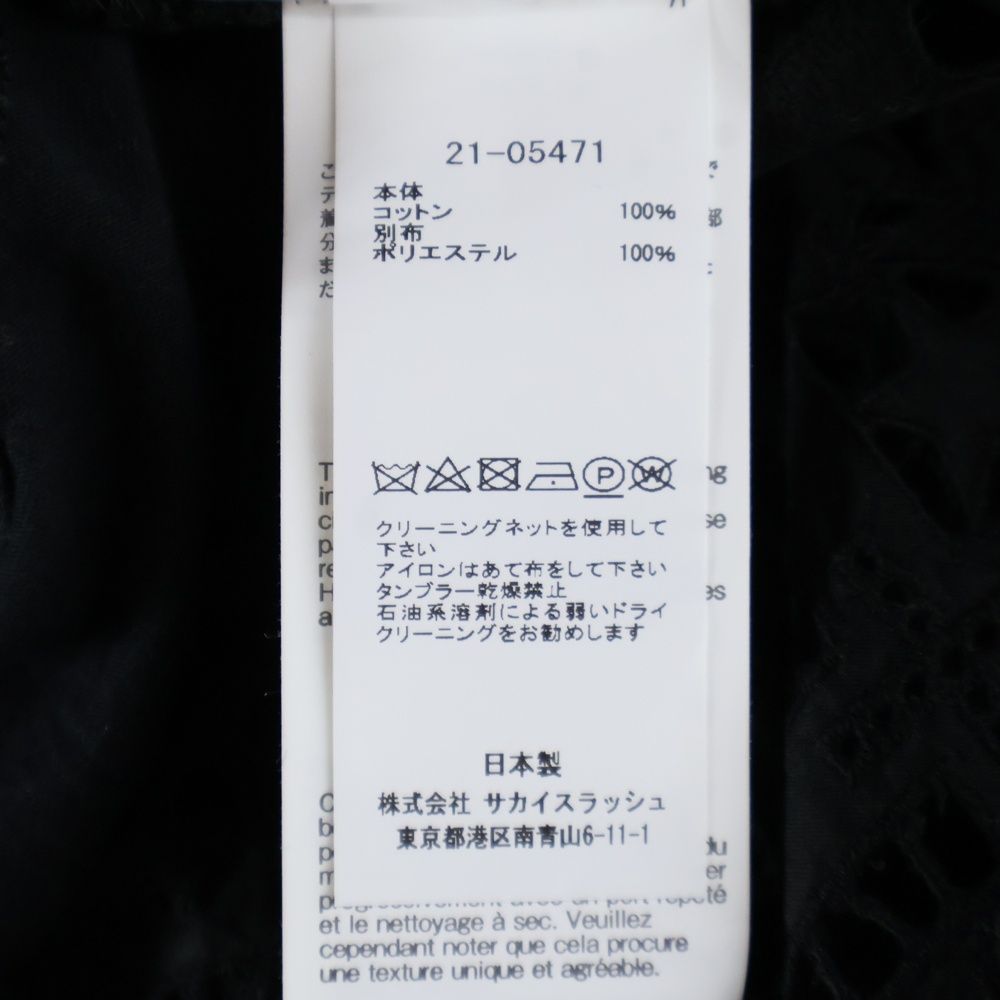 21-05471
本体
コットン 100%
別布
ポリエステル 100%
P W
クリーニングネットを使用して
下さい
アイロンはあて布をして下さい
タンブラー乾燥禁止
石油系溶剤による弱いドライ
クリーニングをお勧めします
日本製
株式会社 サカイスラッシュ
東京都港区南青山6-11-1
et le nettoyage à sec. Veuillez
cependant noter que cela procure
une texture unique et agréable.